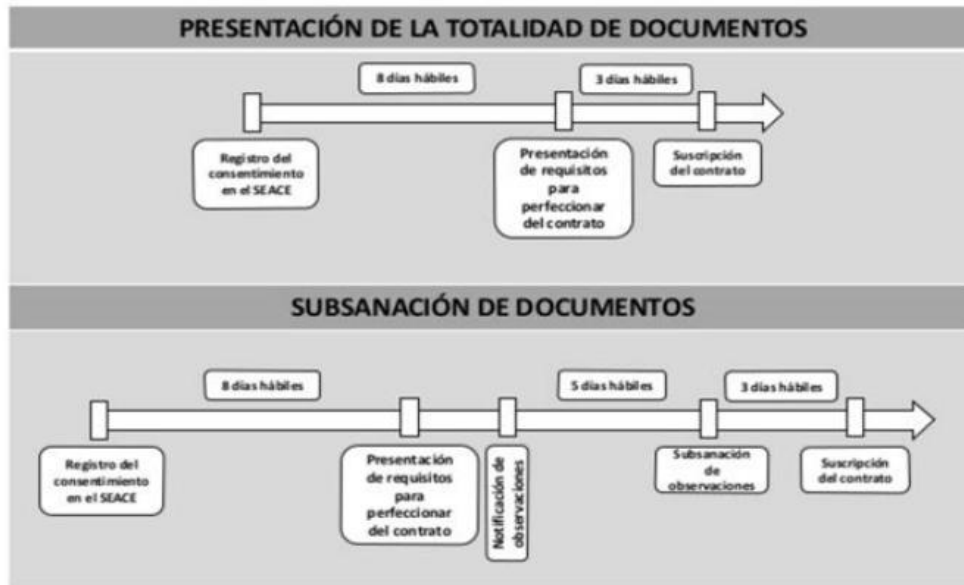 PRESENTACIÓN DE LA TOTALIDAD DE DOCUMENTOS
8 días hábiles
3 días hábiles
Registro del
consentimiento
en el SEACE
Presentación
de requisitos
para
perfeccionar
del contrato
Suscripción
del contrato
SUBSANACIÓN DE DOCUMENTOS
8 días hábiles
5 días hábiles
3 días hábiles
Registro del
consentimiento
en el SEACE
Presentación
de requisitos
para
perfeccionar
del contrato
Notificación de
observaciones
Subsanación
de
observaciones
Suscripción
del contrato